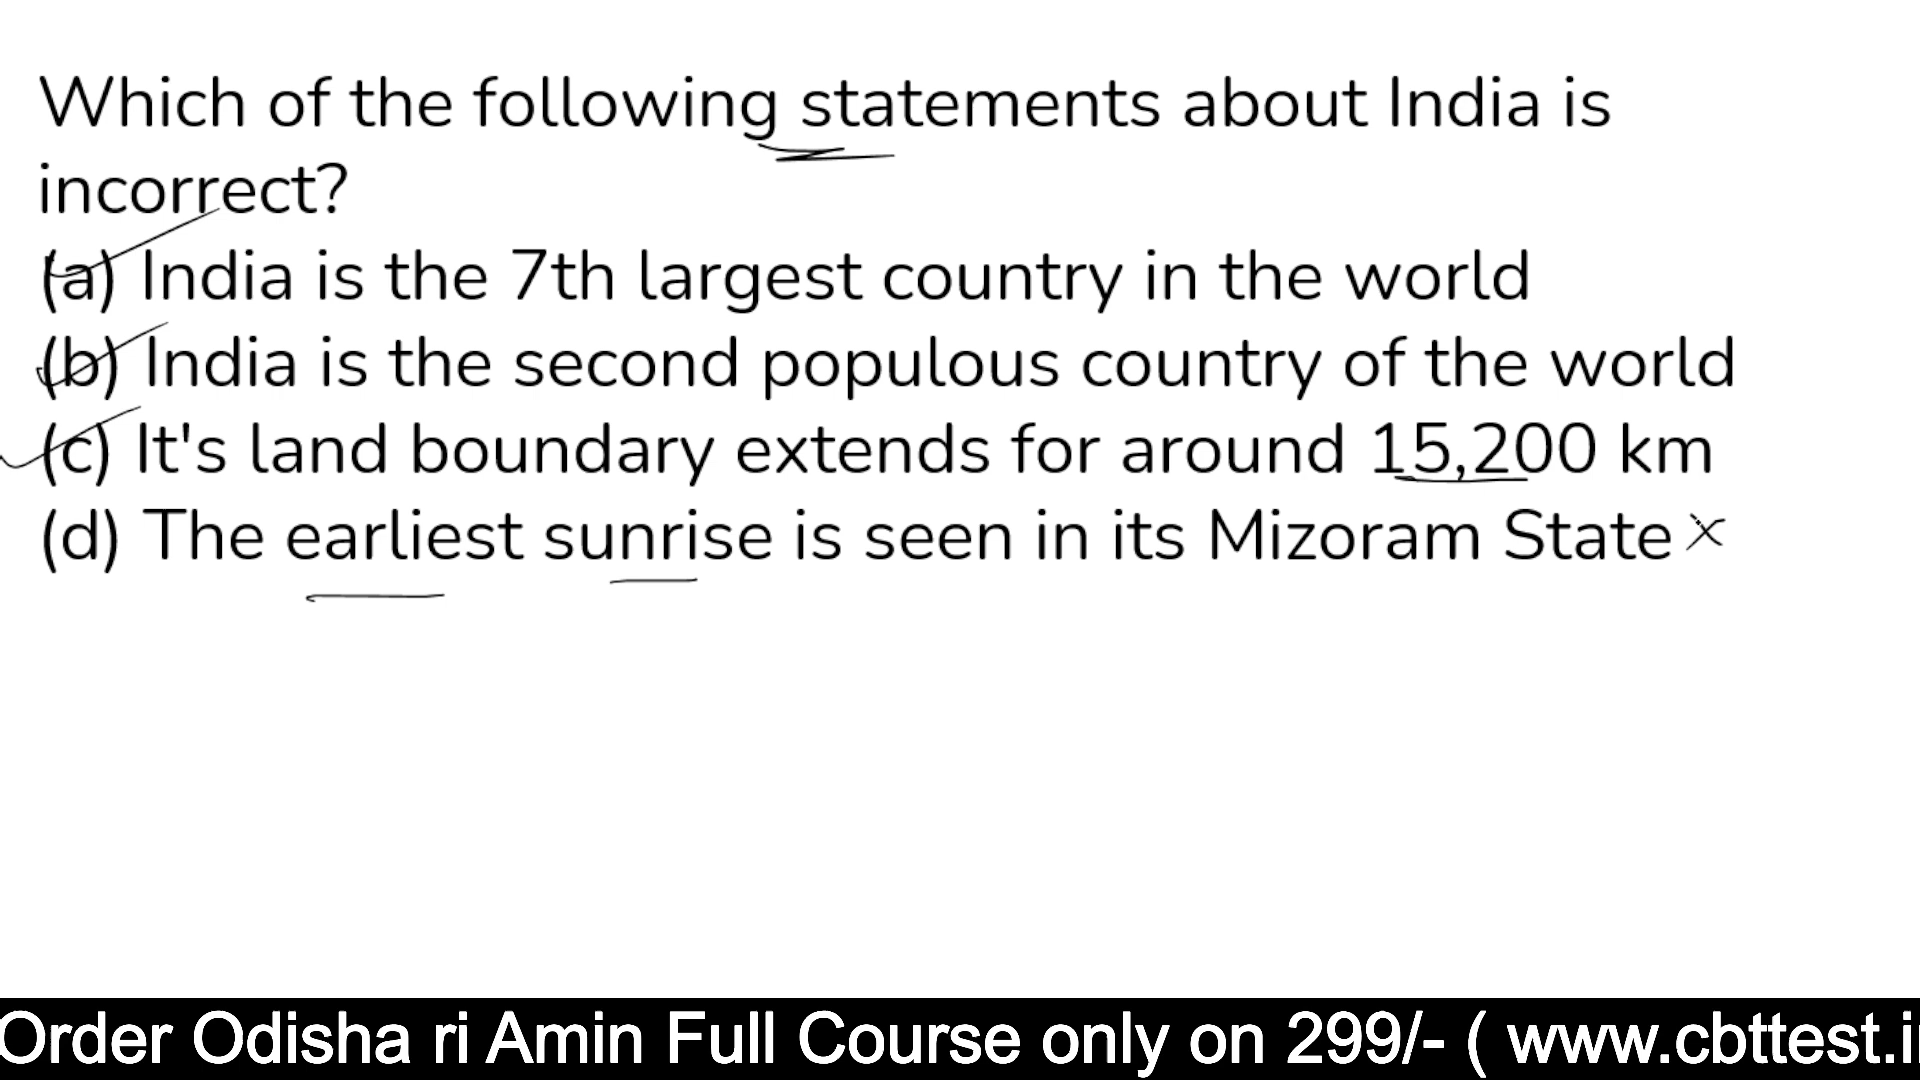 Which of the following statements about India is
incorrect?
(a) India is the 7th largest country in the world
(b) India is the second populous country of the world
(c) It's land boundary extends for around 15,200 km
(d) The earliest sunrise is seen in its Mizoram State
Order Odisha ri Amin Full Course only on 299/- ( www.cbttest.i